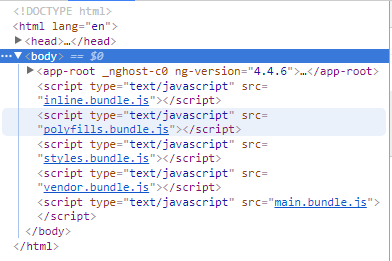 <!DOCTYPE html>
<html lang="en">
▶<head>…</head>
…▼<body> == $0
▶<app-root _nghost-c0 ng-version="4.4.6">…</app-root>
<script type="text/javascript" src=
"inline.bundle.js"></script>
<script type="text/javascript" src=
"polyfills.bundle.js"></script>
<script type="text/javascript" src=
"styles.bundle.js"></script>
<script type="text/javascript" src=
"vendor.bundle.js"></script>
<script type="text/javascript" src="main.bundle.js">
</script>
</body>
</html>